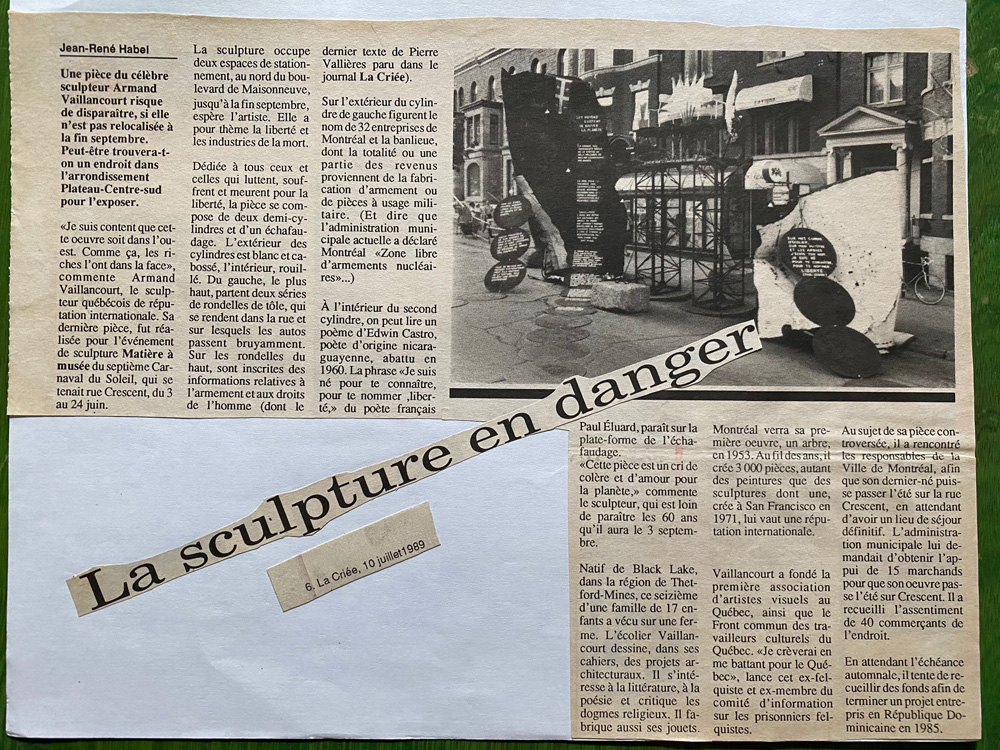 Jean-René Habel
Une pièce du célèbre
sculpteur Armand
Vaillancourt risque
de disparaître, si elle
n'est pas relocalisée à
la fin septembre.
Peut-être trouvera-t-
on un endroit dans
l'arrondissement
Plateau-Centre-sud
pour l'exposer.
«Je suis content que cet-
te oeuvre soit dans l'ou-
est. Comme ça, les ri-
ches l'ont dans la face»,
commente Armand
Vaillancourt, le sculp-
teur québécois de répu-
tation internationale. Sa
dernière pièce, fut réa-
lisée pour l'événement
de sculpture Matière à
musée du septième Car-
naval du Soleil, qui se
tenait rue Crescent, du 3
au 24 juin.
La sculpture occupe
deux espaces de station-
nement, au nord du bou-
levard de Maisonneuve,
jusqu'à la fin septembre,
espère l'artiste. Elle a
pour thème la liberté et
les industries de la mort.
Dédiée à tous ceux et
celles qui luttent, souf-
frent et meurent pour la
liberté, la pièce se com-
pose de deux demi-cy-
lindres et d'un échafau-
dage. L'extérieur des
cylindres est blanc et ca-
bossé, l'intérieur, rouil-
lé. Du gauche, le plus
haut, partent deux séries
de rondelles de tôle, qui
se rendent dans la rue et
sur lesquels les autos
passent bruyamment.
Sur les rondelles du
haut, sont inscrites des
informations relatives à
l'armement et aux droits
de l'homme (dont le
dernier texte de Pierre
Vallières paru dans le
journal La Criée).
Sur l'extérieur du cylin-
dre de gauche figurent le
nom de 32 entreprises de
Montréal et la banlieue,
dont la totalité ou une
partie des revenus
proviennent de la fabri-
cation d'armement ou
de pièces à usage mili-
taire. (Et dire que
l'administration muni-
cipale actuelle a déclaré
Montréal «Zone libre
d'armements nucléai-
res»...)
À l'intérieur du second
cylindre, on peut lire un
poème d'Edwin Castro,
poète d'origine nicara-
guayenne, abattu en
1960. La phrase «Je suis
né pour te connaître,
pour te nommer ,liber-
té,» du poète français
La sculpture en danger
6. La Criée, 10 juillet1989
Paul Éluard, paraît sur la
plate-forme de l'écha-
faudage.
«Cette pièce est un cri de
colère et d'amour pour
la planète,» commente
le sculpteur, qui est loin
de paraître les 60 ans
qu'il aura le 3 septem-
bre.
Natif de Black Lake,
dans la région de Thet-
ford-Mines, ce seizième
d'une famille de 17 en-
fants a vécu sur une fer-
me. L'écolier Vaillan-
court dessine, dans ses
cahiers, des projets ar-
chitecturaux. Il s'inté-
resse à la littérature, à la
poésie et critique les
dogmes religieux. Il fa-
brique aussi ses jouets.
Montréal verra sa pre-
mière oeuvre, un arbre,
en 1953. Au fil des ans, il
crée 3 000 pièces, autant
des peintures que des
sculptures dont une,
crée à San Francisco en
1971, lui vaut une répu-
tation internationale.
Vaillancourt a fondé la
première association
d'artistes visuels au
Québec, ainsi que le
Front commun des tra-
vailleurs culturels du
Québec. «Je crèverai en
me battant pour le Qué-
bec», lance cet ex-fel-
quiste et ex-membre du
comité d'information
sur les prisonniers fel-
quistes.
Au sujet de sa pièce con-
troversée, il a rencontré
les responsables de la
Ville de Montréal, afin
que son dernier-né puis-
se passer l'été sur la rue
Crescent, en attendant
d'avoir un lieu de séjour
définitif. L'administra-
tion municipale lui de-
mandait d'obtenir l'ap-
pui de 15 marchands
pour que son oeuvre pas-
se l'été sur Crescent. Il a
recueilli l'assentiment
de 40 commerçants de
l'endroit.
En attendant l'échéance
automnale, il tente de re-
cueillir des fonds afin de
terminer un projet entre-
pris en République Do-
minicaine en 1985.